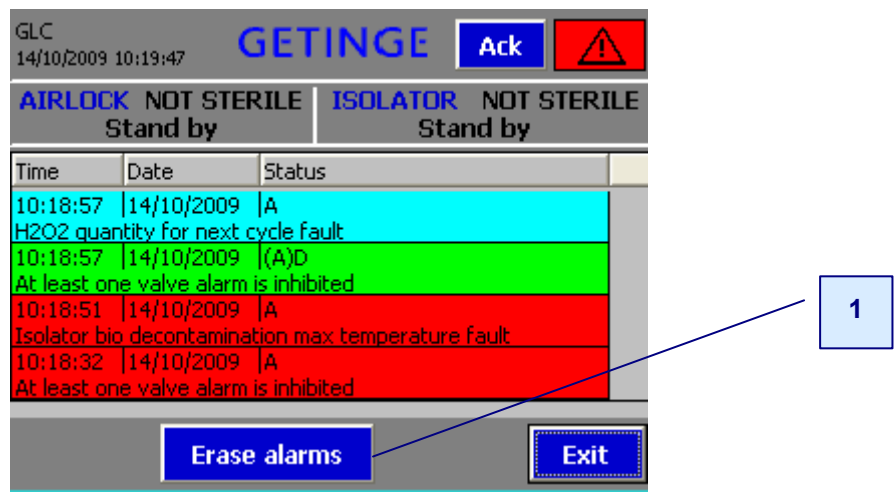 GLC
14/10/2009 10:19:47
GETINGE
Ack
AIRLOCK NOT STERILE
Stand by
ISOLATOR NOT STERILE
Stand by
Time Date Status
10:18:57 14/10/2009 A
H2O2 quantity for next cycle fault
10:18:57 14/10/2009 (A)D
At least one valve alarm is inhibited
10:18:51 14/10/2009 A
Isolator bio decontamination max temperature fault
10:18:32 14/10/2009 A
At least one valve alarm is inhibited
1
Erase alarms
Exit